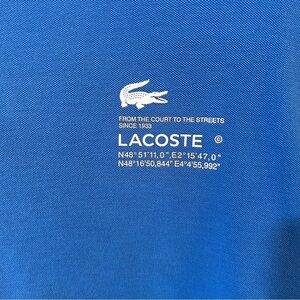 FROM THE COURT TO THE STREETS
SINCE 1933
LACOSTE ©
N48°51'11,0",E2°15'47,0"
N48°16'50,844" E4°4'55,992"